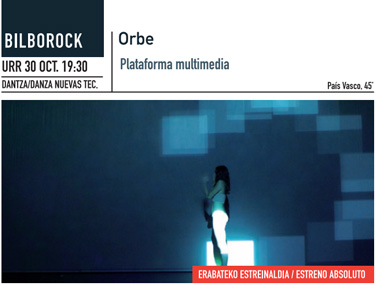 BILBOROCK
Orbe
URR 30 OCT. 19:30
Plataforma multimedia
DANTZA/DANZA NUEVAS TEC.
País Vasco, 45'
ERABATEKO ESTREINALDIA / ESTRENO ABSOLUTO